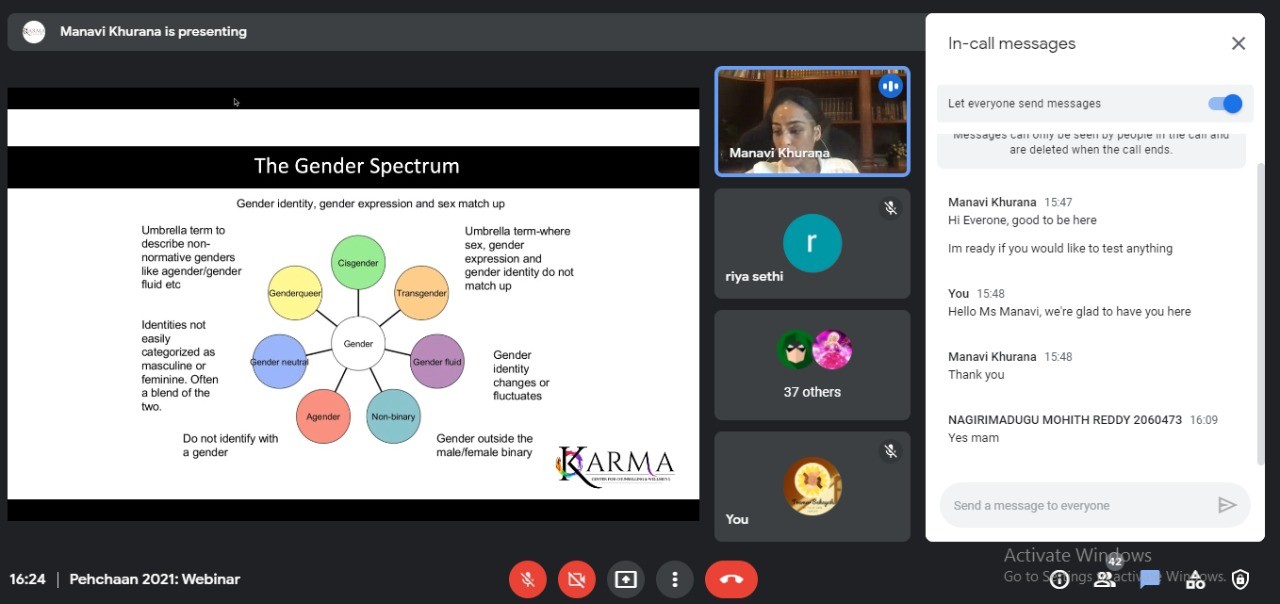 Manavi Khurana is presenting
The Gender Spectrum
Gender identity, gender expression and sex match up
Umbrella term to
describe non-
normative genders
like agender/gender
fluid etc
Umbrella term-where
sex, gender
expression and
gender identity do not
match up
Cisgender
Genderqueer
Transgender
Identities not
easily
categorized as
masculine or
feminine. Often
a blend of the
two.
Gender
Gender neutral
Gender fluid
Gender
identity
changes or
fluctuates
Agender
Non-binary
Do not identify with
a gender
Gender outside the
male/female binary
KARMA
CENTRE FOR COUNSELLING & WELLBEING
Manavi Khurana
r
riya sethi
37 others
You
In-call messages
Let everyone send messages
Messages can only be seen by people in the call and
are deleted when the call ends.
Manavi Khurana 15:47
Hi Everone, good to be here
Im ready if you would like to test anything
You 15:48
Hello Ms Manavi, we're glad to have you here
Manavi Khurana 15:48
Thank you
NAGIRIMADUGU MOHITH REDDY 2060473 16:09
Yes mam
Send a message to everyone
Activate Windows
Go to Settings to activate Windows.
16:24 | Pehchaan 2021: Webinar
42